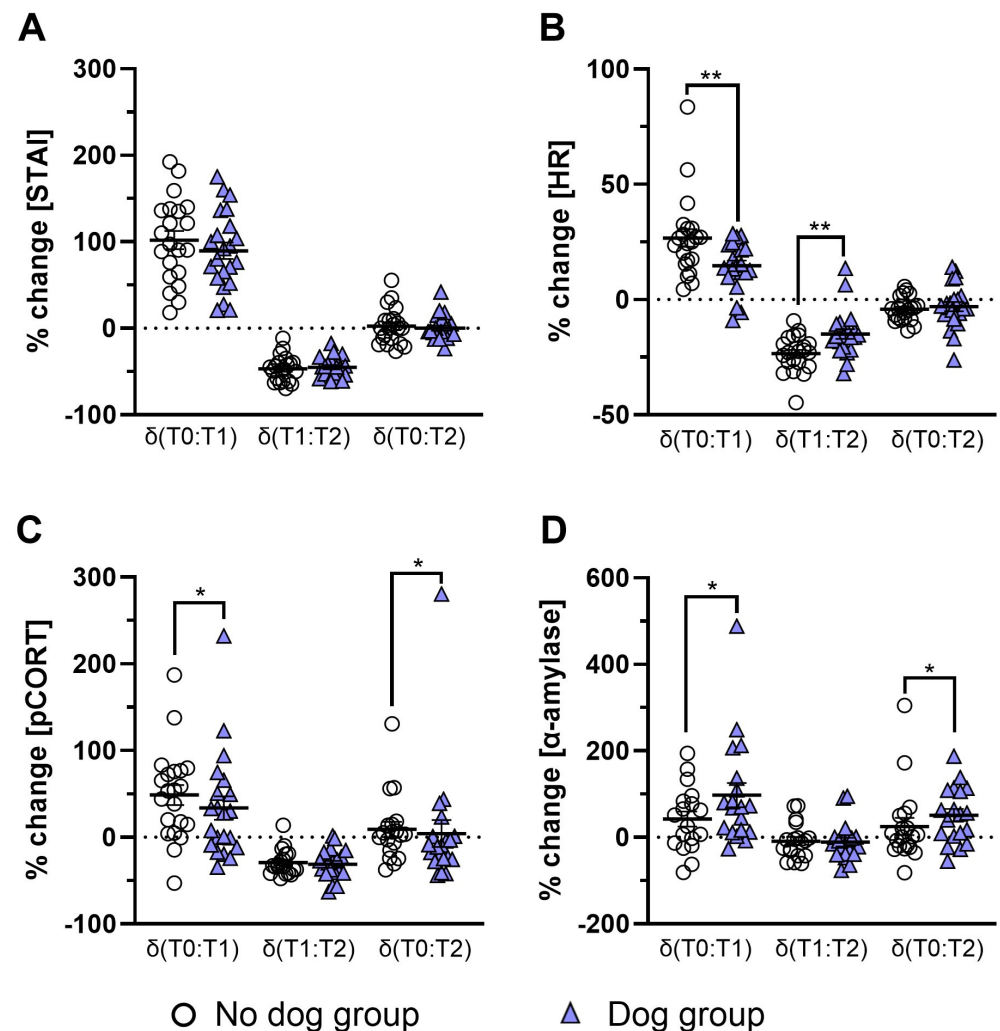 A
% change [STAI]
300
200
100
0
-100
δ(T0:T1) δ(T1:T2) δ(T0:T2)
B
% change [HR]
100
50
0
-50
**
**
δ(T0:T1) δ(T1:T2) δ(T0:T2)
C
% change [pCORT]
300
200
100
0
-100
*
*
δ(T0:T1) δ(T1:T2) δ(T0:T2)
D
% change [α-amylase]
600
400
200
0
-200
*
*
δ(T0:T1) δ(T1:T2) δ(T0:T2)
No dog group Dog group